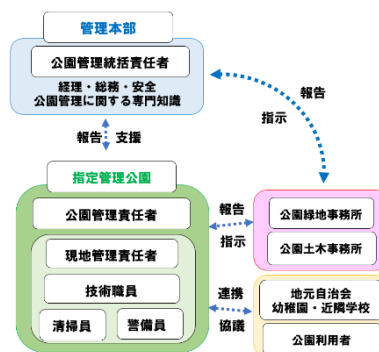 管理本部
公園管理統括責任者
経理・総務・安全
公園管理に関する専門知識
報告
指示
報告 支援
指定管理公園
公園管理責任者
現地管理責任者
技術職員
清掃員
警備員
報告
指示
公園緑地事務所
公園土木事務所
連携
協議
地元自治会
幼稚園・近隣学校
公園利用者